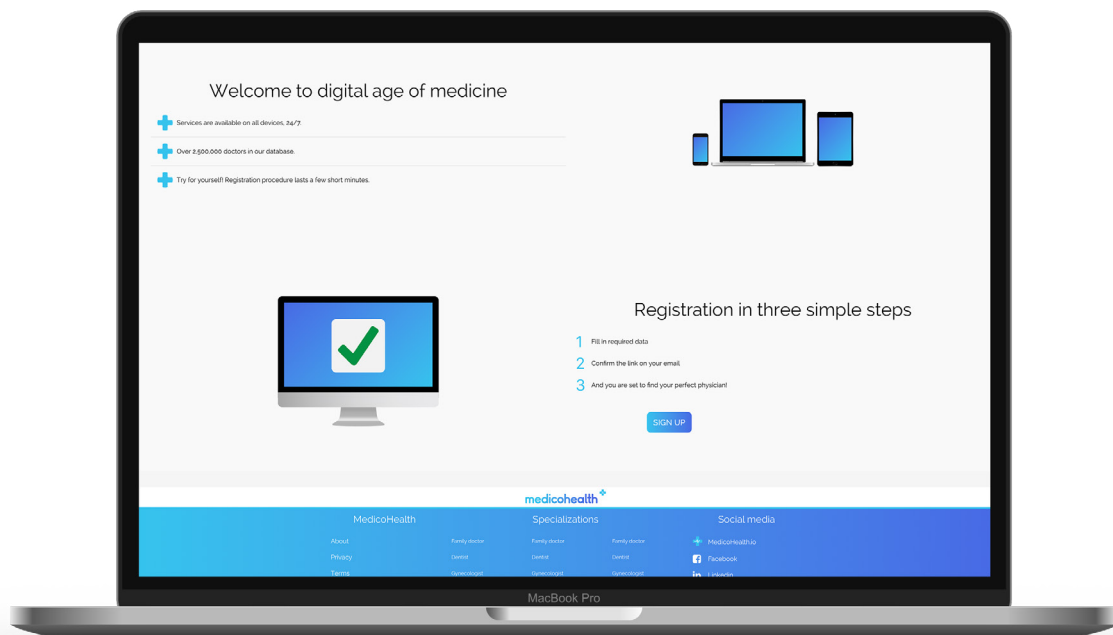 Welcome to digital age of medicine
Services are available on all devices, 24/7.
Over 2.500,000 doctors in our database.
Try for yourself! Registration procedure lasts a few short minutes.
Registration in three simple steps
1 Fill in required data
2 Confirm the link on your email
3 And you are set to find your perfect physician!
SIGN UP
medicohealth
MedicoHealth Specializations Social media
About Family doctor Family doctor Family doctor MedicoHealth.io
Privacy Dentist Dentist Dentist Facebook
Terms Gynecologist Gynecologist Gynecologist in Linkedin
MacBook Pro